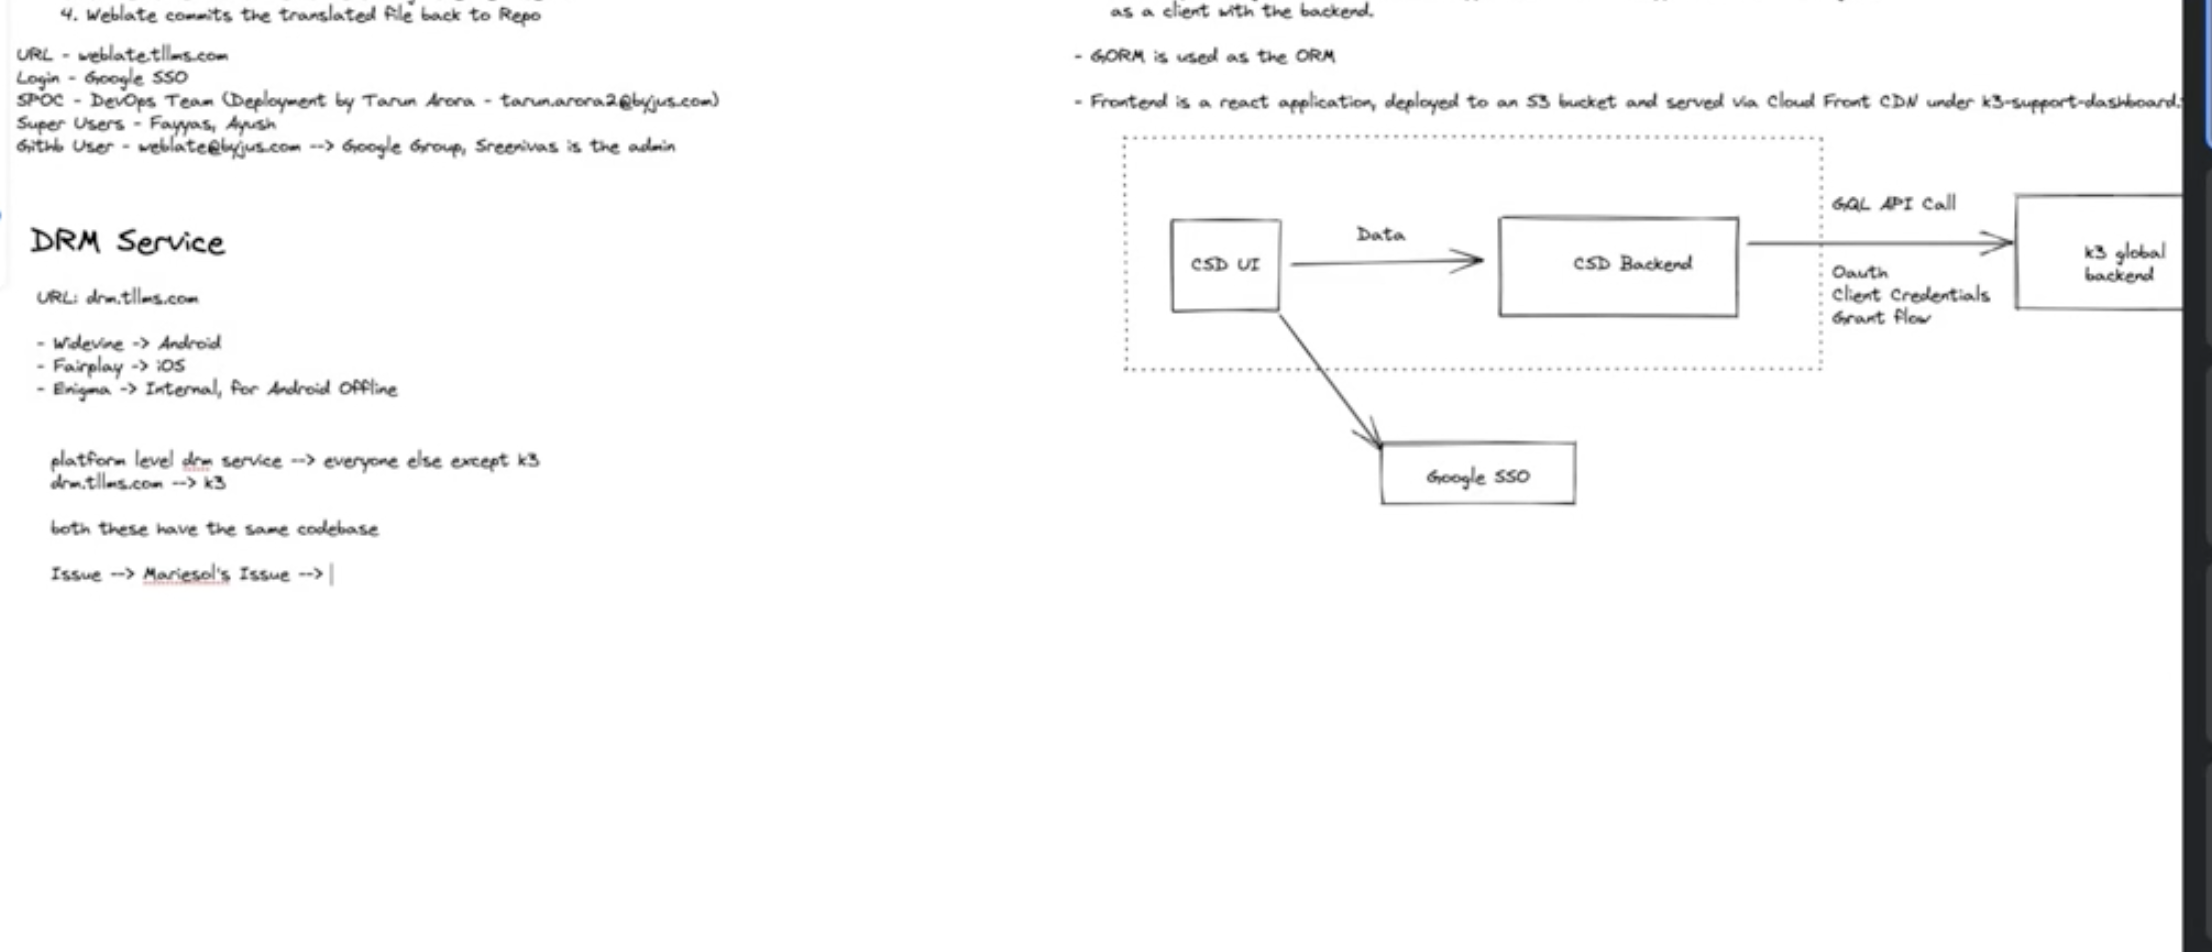 4. Weblate commits the translated file back to Repo
URL - weblate.tllms.com
Login - Google SSO
SPOC - DevOps Team (Deployment by Tarun Arora - tarun.arora2@byjus.com)
Super Users - Fayyas, Ayush
Githb User - weblate@byjus.com --> Google Group, Sreenivas is the admin
DRM Service
URL: drm.tllms.com
- Widevine -> Android
- Fairplay -> iOS
- Enigma -> Internal, for Android Offline
platform level drm service --> everyone else except k3
drm.tllms.com --> k3
both these have the same codebase
Issue --> Mariesol's Issue -->
as a client with the backend.
- GORM is used as the ORM
- Frontend is a react application, deployed to an S3 bucket and served via Cloud Front CDN under k3-support-dashboard.
CSD UI
Data
CSD Backend
GQL API Call
Oauth
Client Credentials
Grant flow
k3 global
backend
Google SSO